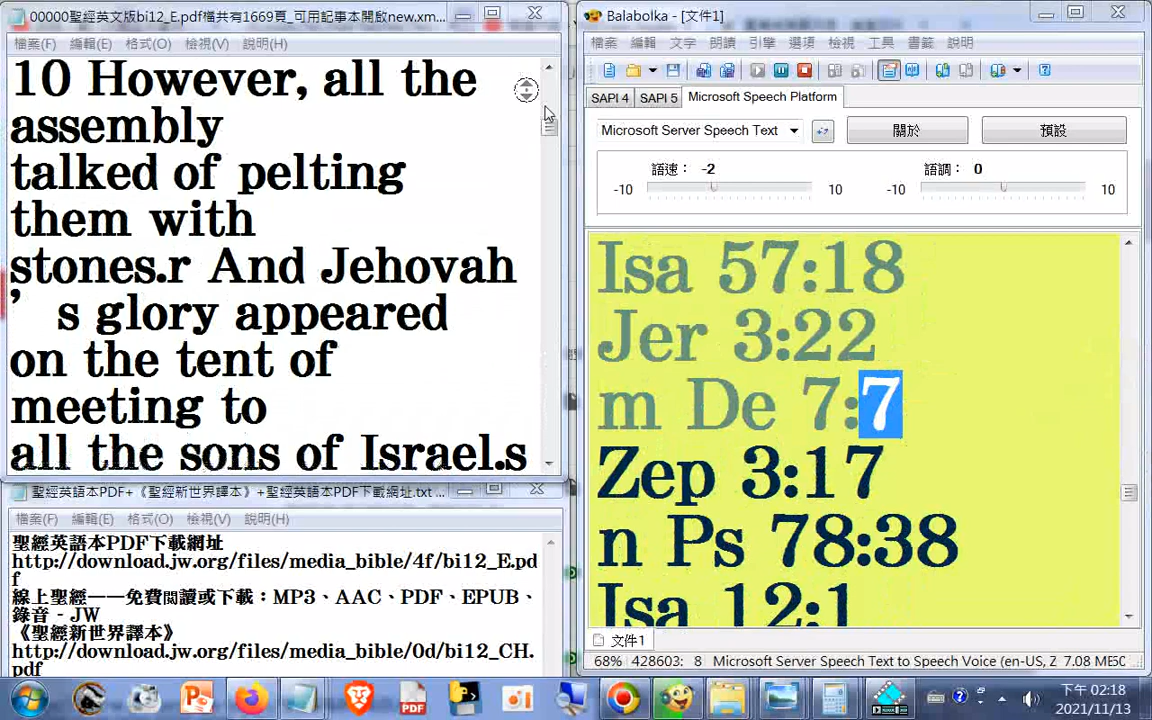 00000聖經英文版bi12_E.pdf檔共有1669頁_可用記事本開啟new.xm...
檔案(F) 編輯(E) 格式(O) 檢視(V) 說明(H)
10 However, all the
assembly
talked of pelting
them with
stones.r And Jehovah
’ s glory appeared
on the tent of
meeting to
all the sons of Israel.s
聖經英語本PDF+《聖經新世界譯本》+聖經英語本PDF下載網址.txt ...
檔案(F) 編輯(E) 格式(O) 檢視(V) 說明(H)
聖經英語本PDF下載網址
http://download.jw.org/files/media_bible/4f/bi12_E.pd
f
線上聖經——免費閱讀或下載：MP3、AAC、PDF、EPUB、
錄音 - JW
《聖經新世界譯本》
http://download.jw.org/files/media_bible/0d/bi12_CH.
pdf
Balabolka - [文件1]
檔案 編輯 文字 朗讀 引擎 選項 檢視 工具 書籤 說明
SAPI 4 SAPI 5 Microsoft Speech Platform
Microsoft Server Speech Text 關於 預設
語速： -2 語調： 0
-10 10 -10 10
Isa 57:18
Jer 3:22
m De 7:7
Zep 3:17
n Ps 78:38
Isa 12:1
文件1
68% 428603: 8 Microsoft Server Speech Text to Speech Voice (en-US, Z 7.08 ME50
PDF
下午 02:18
2021/11/13